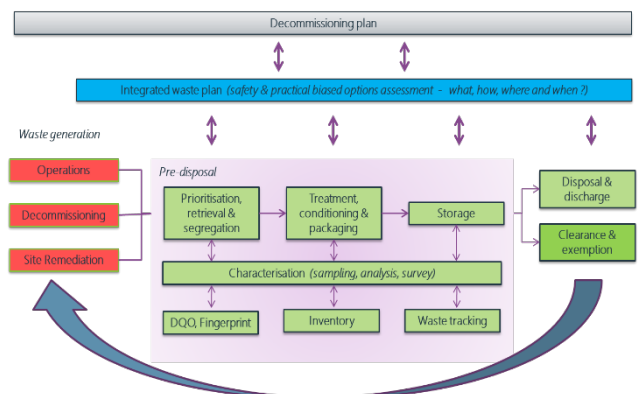 Decommissioning plan
Integrated waste plan (safety & practical biased options assessment - what, how, where and when ?)
Waste generation
Operations
Decommissioning
Site Remediation
Pre-disposal
Prioritisation,
retrieval &
segregation
Treatment,
conditioning &
packaging
Storage
Characterisation (sampling, analysis, survey)
DQO, Fingerprint
Inventory
Waste tracking
Disposal &
discharge
Clearance &
exemption